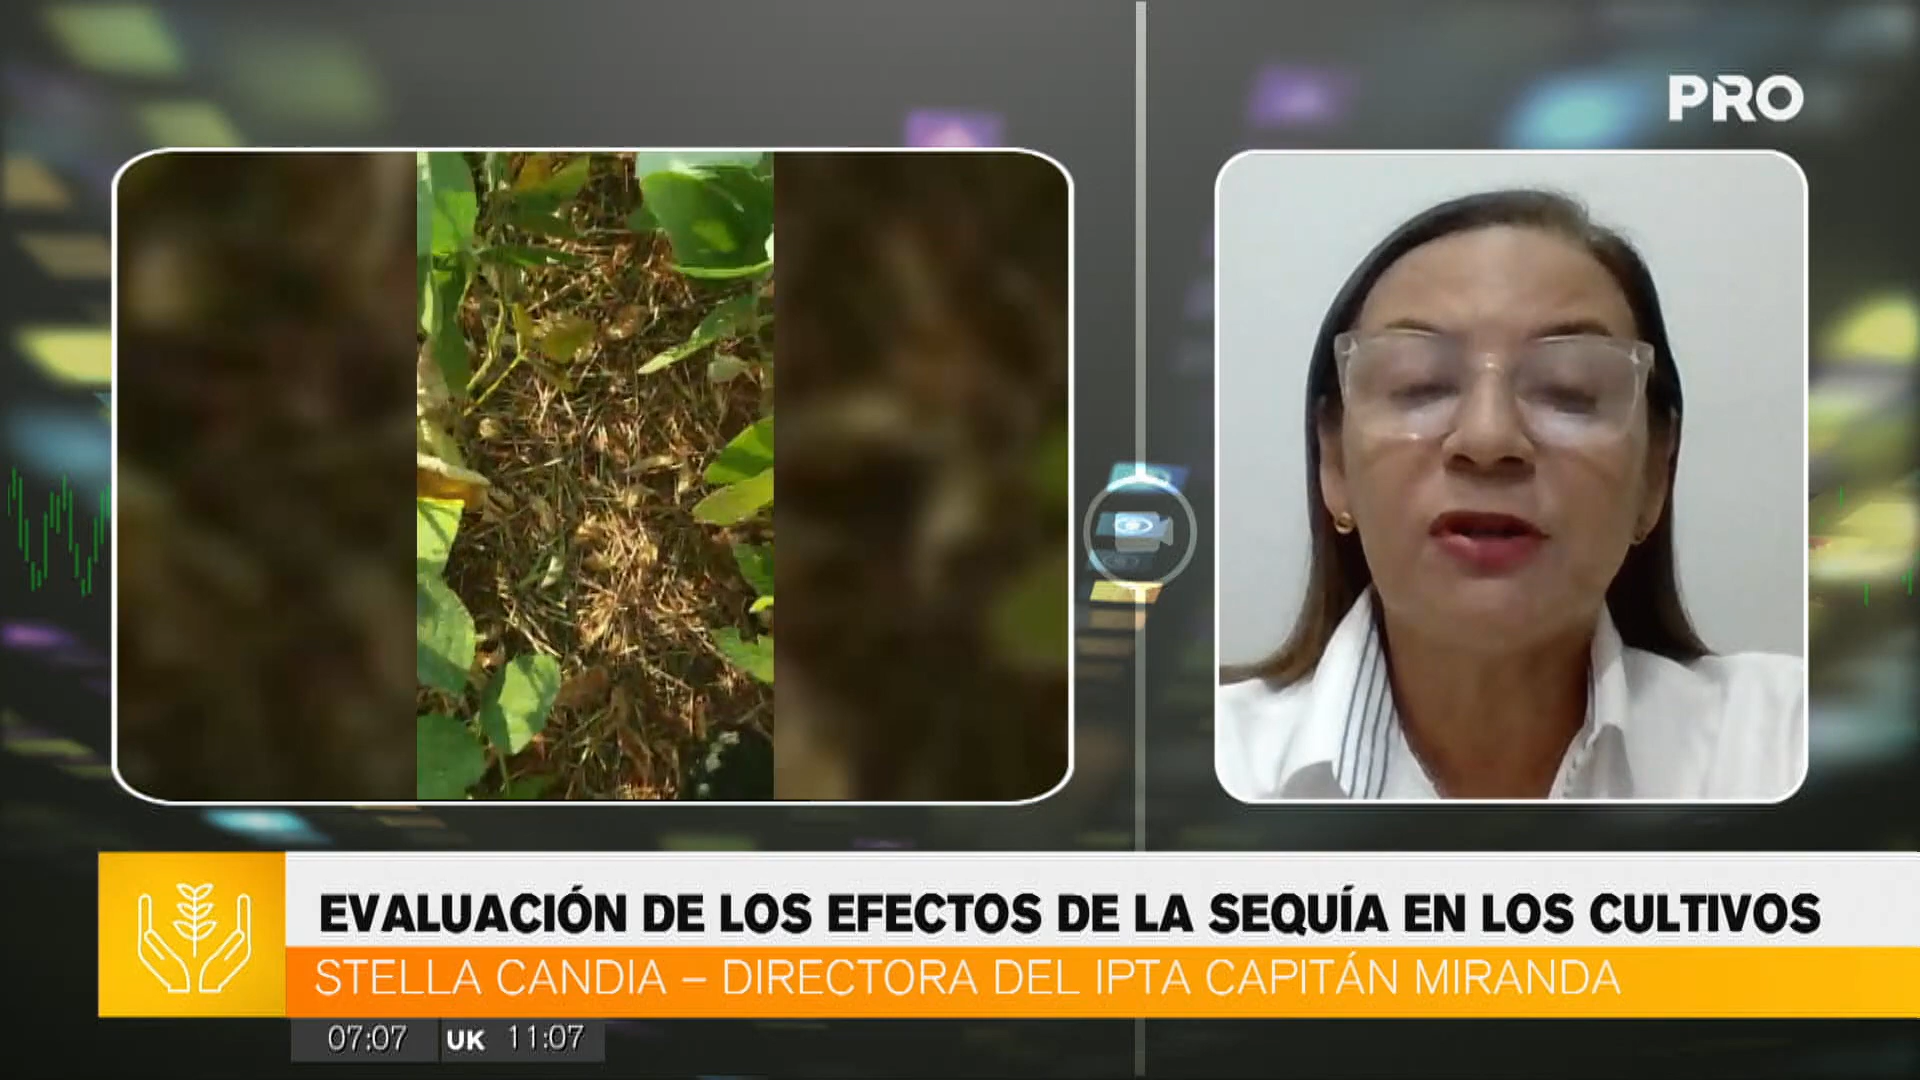 PRO
EVALUACIÓN DE LOS EFECTOS DE LA SEQUÍA EN LOS CULTIVOS
STELLA CANDIA – DIRECTORA DEL IPTA CAPITÁN MIRANDA
07:07 UK 11:07